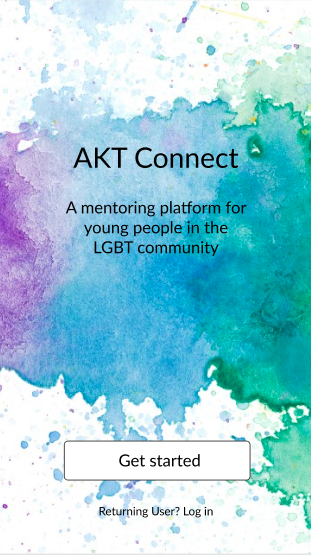 AKT Connect
A mentoring platform for
young people in the
LGBT community
Get started
Returning User? Log in